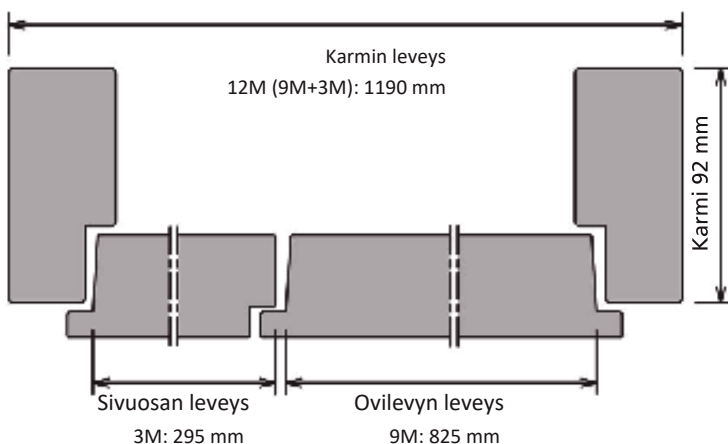 Karmin leveys
12M (9M+3M): 1190 mm
Karmi 92 mm
Sivuosan leveys
3M: 295 mm
Ovilevyn leveys
9M: 825 mm